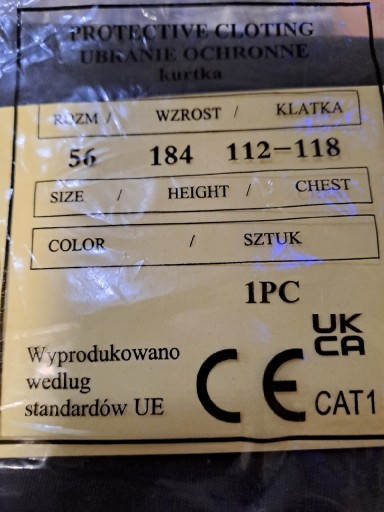 PROTECTIVE CLOTING
UBRANIE OCHRONNE
kurtka
ROZM / WZROST / KLATKA
56 184 112-118
SIZE / HEIGHT / CHEST
COLOR / SZTUK
1PC
UK
CA
Wyprodukowano
według
standardów UE
CE
CAT1